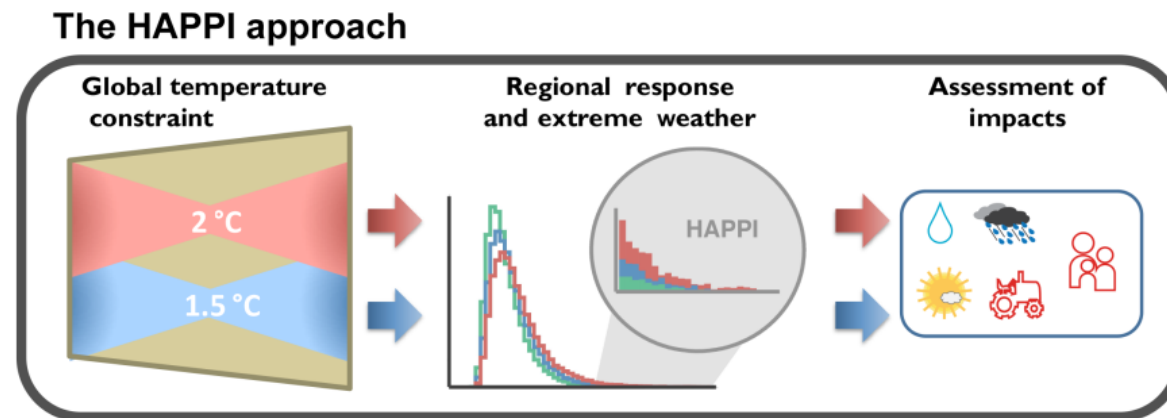 The HAPPI approach
Global temperature
constraint
Regional response
and extreme weather
Assessment of
impacts
2 °C
1.5 °C
HAPPI